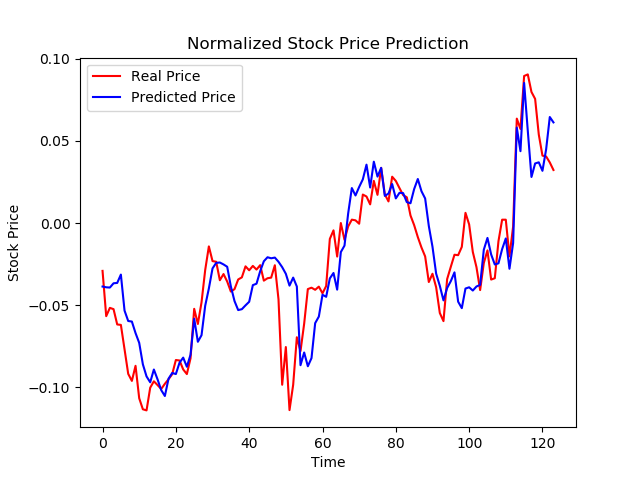 Normalized Stock Price Prediction
Real Price
Predicted Price
0.10
0.05
0.00
−0.05
−0.10
Stock Price
0
20
40
60
80
100
120
Time